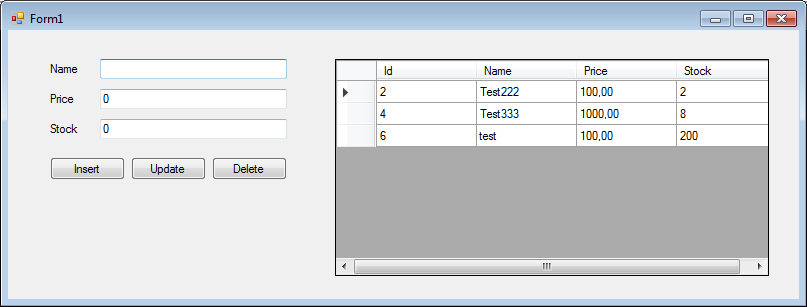 Form1
Name
Price 0
Stock 0
Insert Update Delete
Id Name Price Stock
2 Test222 100,00 2
4 Test333 1000,00 8
6 test 100,00 200